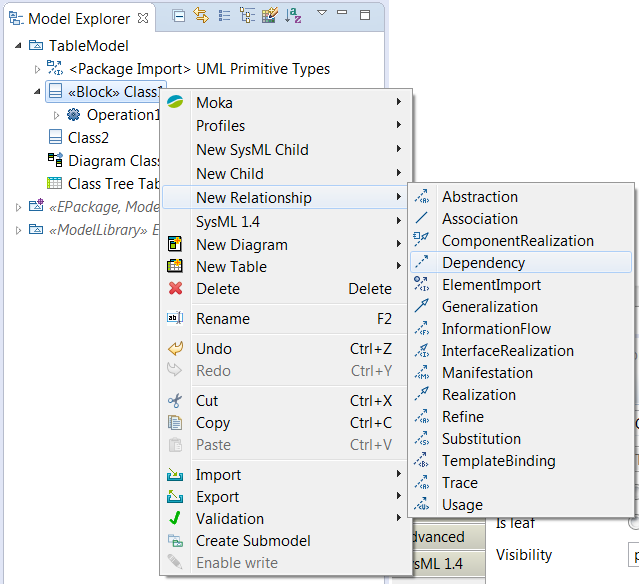 Model Explorer
TableModel
<Package Import> UML Primitive Types
«Block» Class1
Operation1
Class2
Diagram Clas
Class Tree Tab
«EPackage, Mode
«ModelLibrary» E
Moka
Profiles
New SysML Child
New Child
New Relationship
SysML 1.4
New Diagram
New Table
Delete Delete
Rename F2
Undo Ctrl+Z
Redo Ctrl+Y
Cut Ctrl+X
Copy Ctrl+C
Paste Ctrl+V
Import
Export
Validation
Create Submodel
Enable write
Abstraction
Association
ComponentRealization
Dependency
ElementImport
Generalization
InformationFlow
InterfaceRealization
Manifestation
Realization
Refine
Substitution
TemplateBinding
Trace
Usage
Is leaf
dvanced
Visibility
sML 1.4